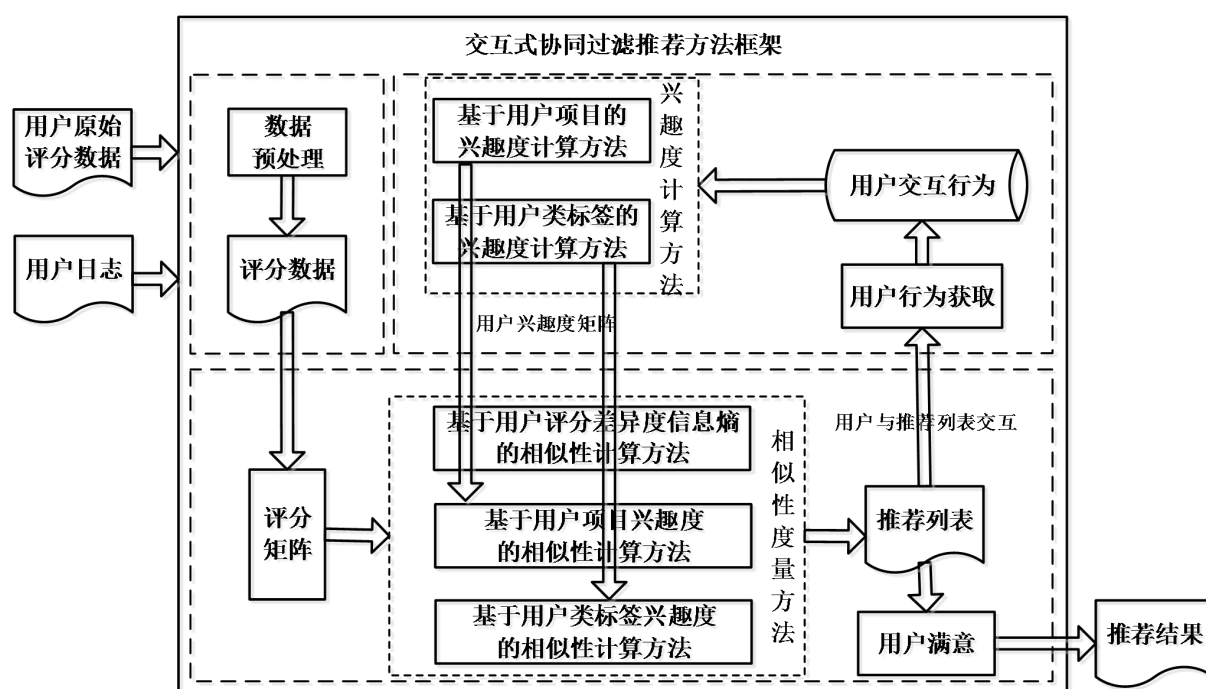 交互式协同过滤推荐方法框架
用户原始
评分数据
用户日志
数据
预处理
评分数据
基于用户项目的
兴趣度计算方法
基于用户类标签的
兴趣度计算方法
兴趣度计算方法
用户交互行为
用户行为获取
用户兴趣度矩阵
用户与推荐列表交互
评分
矩阵
基于用户评分差异度信息熵
的相似性计算方法
基于用户项目兴趣度
的相似性计算方法
基于用户类标签兴趣度
的相似性计算方法
相似性度量方法
推荐列表
用户满意
推荐结果